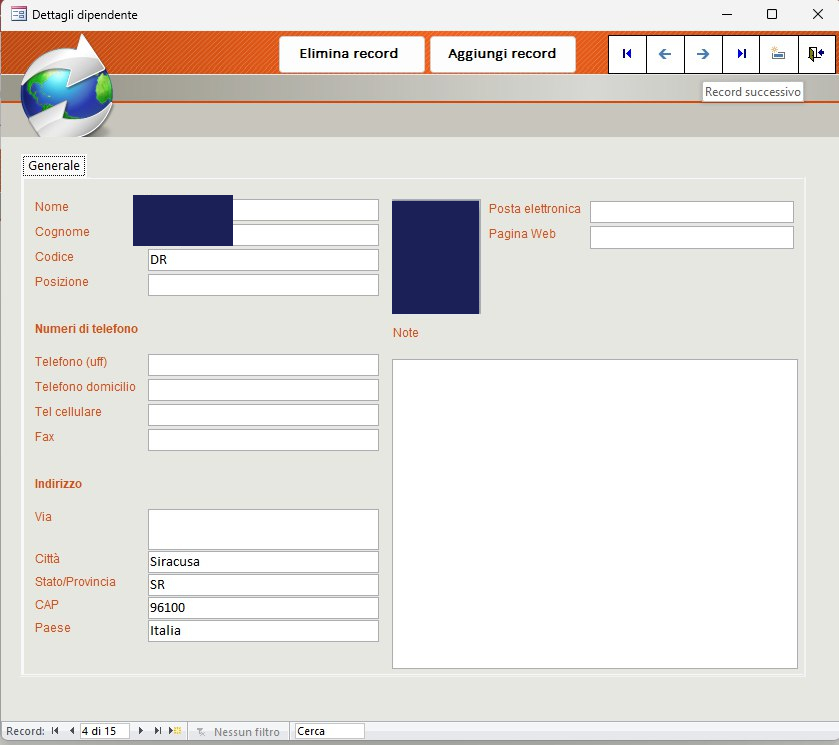 Dettagli dipendente
Elimina record
Aggiungi record
Record successivo
Generale
Nome
Cognome
Codice DR
Posizione
Posta elettronica
Pagina Web
Numeri di telefono
Note
Telefono (uff)
Telefono domicilio
Tel cellulare
Fax
Indirizzo
Via
Città Siracusa
Stato/Provincia SR
CAP 96100
Paese Italia
Record: 4 di 15 Nessun filtro Cerca